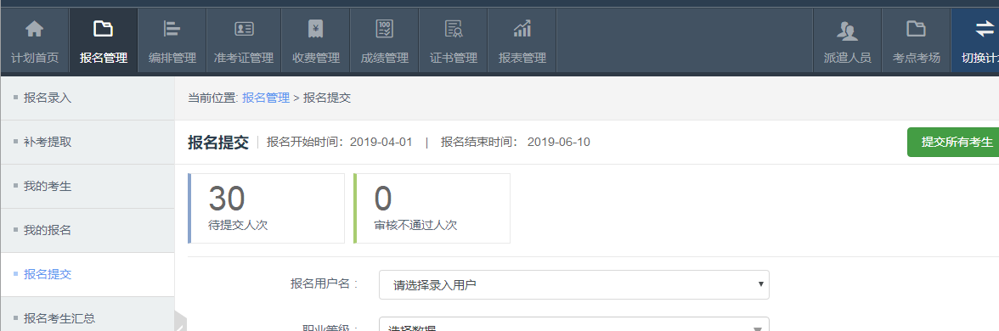 计划首页 报名管理 编排管理 准考证管理 收费管理 成绩管理 证书管理 报表管理 派遣人员 考点考场 切换计
报名录入
补考提取
我的考生
我的报名
报名提交
报名考生汇总
当前位置: 报名管理 > 报名提交
报名提交 | 报名开始时间：2019-04-01 | 报名结束时间： 2019-06-10 提交所有考生
30
待提交人次
0
审核不通过人次
报名用户名： 请选择录入用户
职业等级： 选择数据